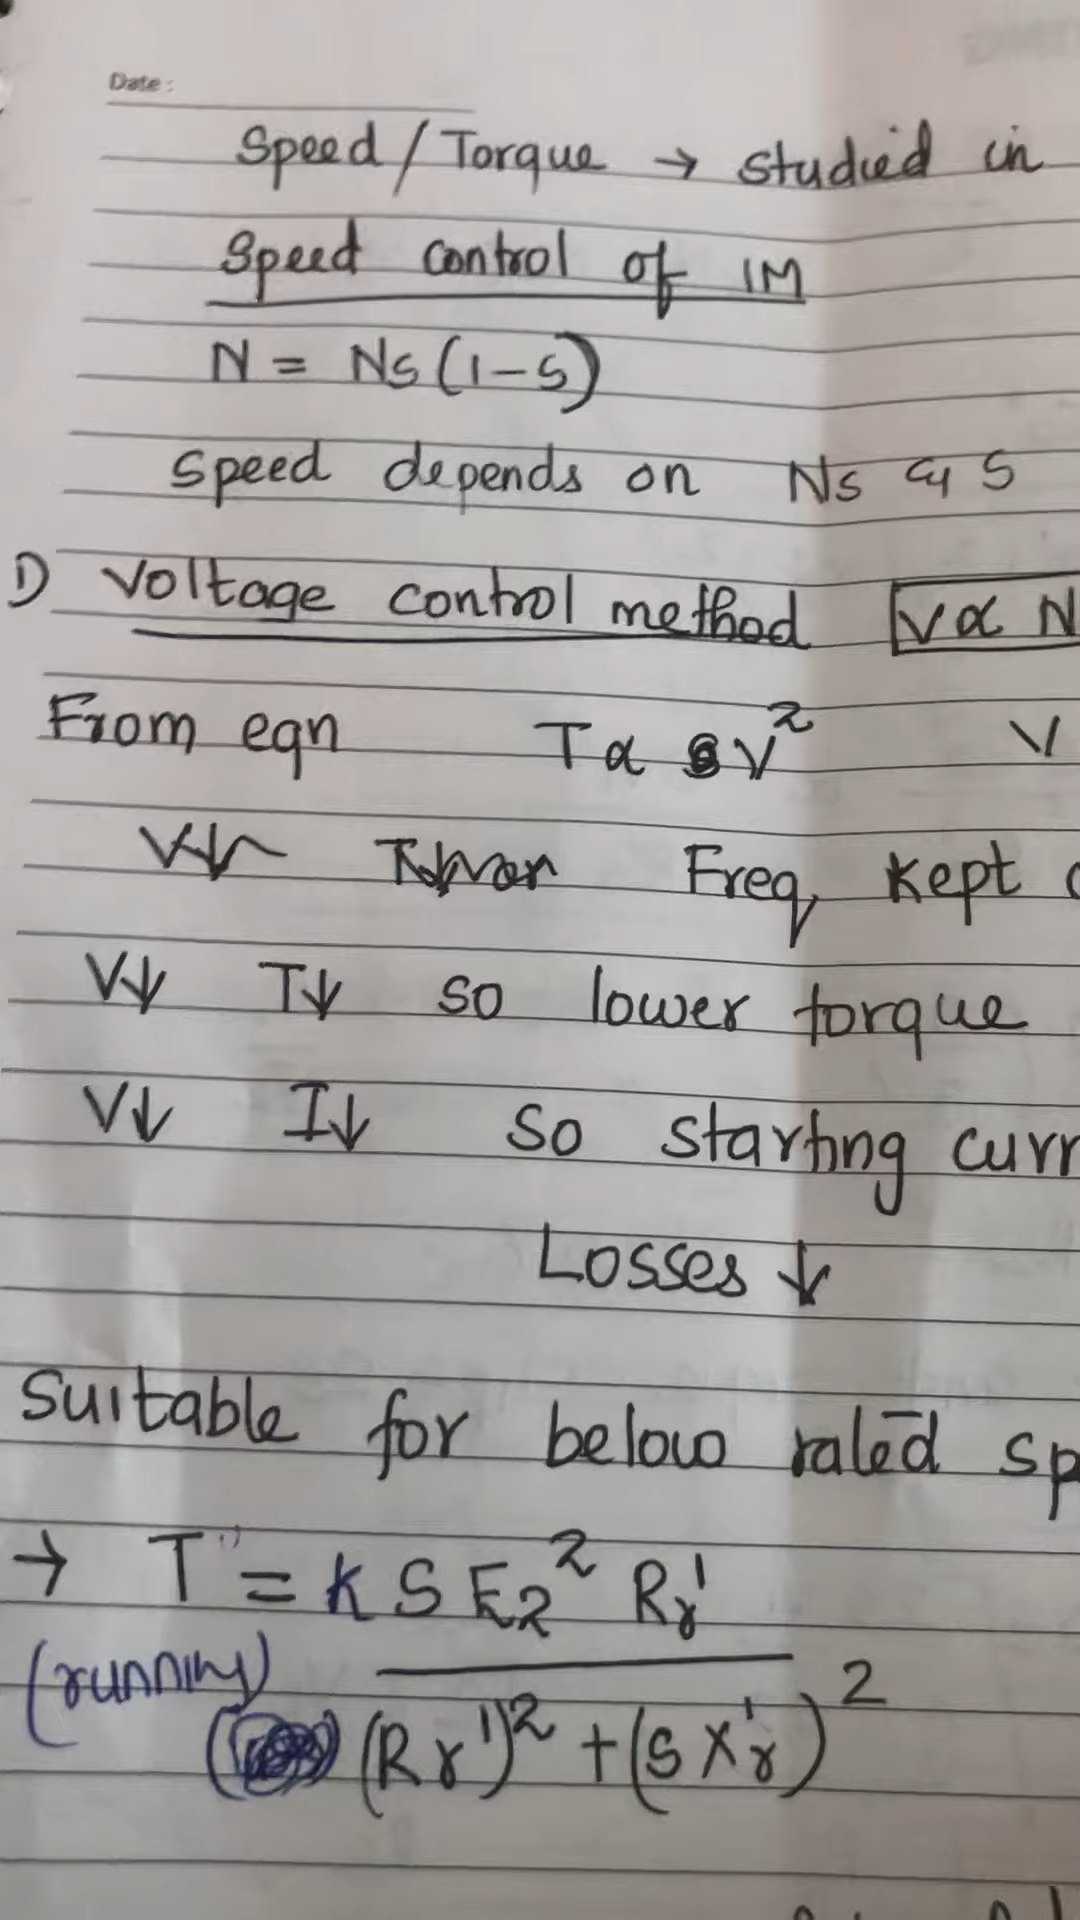 Date:
Speed / Torque → studied in
Speed control of IM
N = Ns (1-S)
Speed depends on Ns & S
1) Voltage control method V ∝ N
From eqn T ∝ SV² V
Freq kept
V↓ T↓ so lower torque
V↓ I↓ so starting curr
Losses ↓
Suitable for below rated sp
→ T = K S E₂² Rr'
(running)
(Rr')² + (S Xr')²